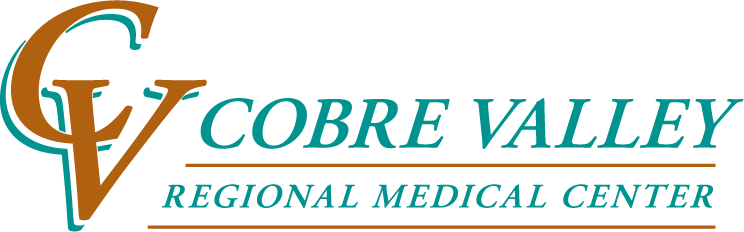 CV
COBRE VALLEY
REGIONAL MEDICAL CENTER